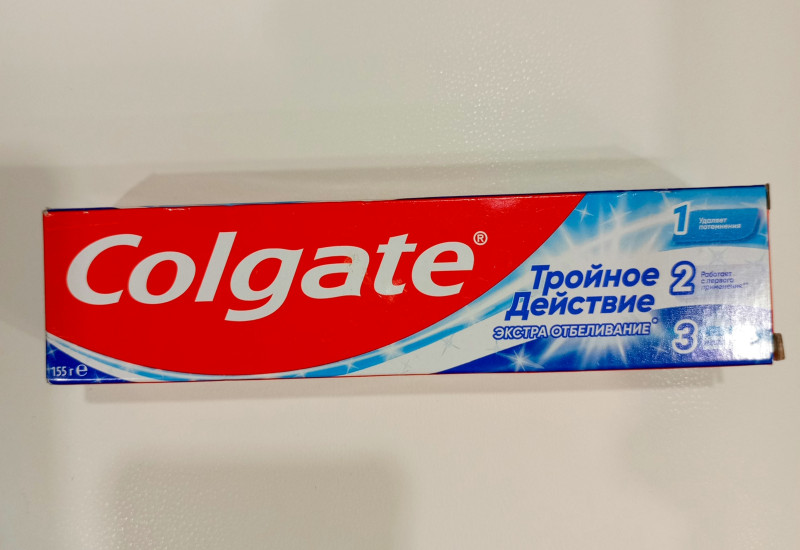 Colgate®
Тройное
Действие
ЭКСТРА ОТБЕЛИВАНИЕ*
1
Удаляет
потемнения
2
Работает
с первого
применения**
3
155 г ℮